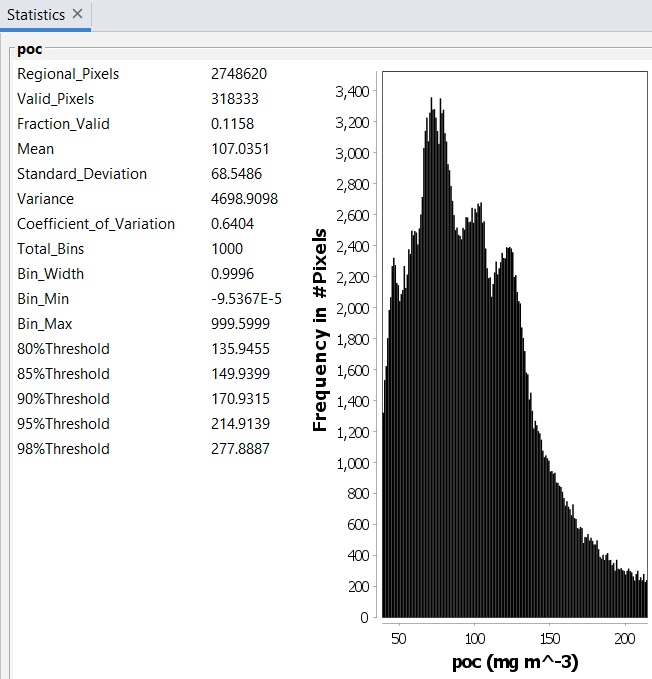 Statistics ×
poc
Regional_Pixels 2748620
Valid_Pixels 318333
Fraction_Valid 0.1158
Mean 107.0351
Standard_Deviation 68.5486
Variance 4698.9098
Coefficient_of_Variation 0.6404
Total_Bins 1000
Bin_Width 0.9996
Bin_Min -9.5367E-5
Bin_Max 999.5999
80%Threshold 135.9455
85%Threshold 149.9399
90%Threshold 170.9315
95%Threshold 214.9139
98%Threshold 277.8887
Frequency in #Pixels
3,400
3,200
3,000
2,800
2,600
2,400
2,200
2,000
1,800
1,600
1,400
1,200
1,000
800
600
400
200
0
50 100 150 200
poc (mg m^-3)